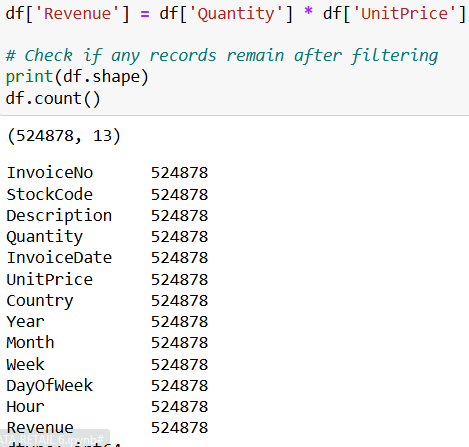 df['Revenue'] = df['Quantity'] * df['UnitPrice']
# Check if any records remain after filtering
print(df.shape)
df.count()
(524878, 13)
InvoiceNo 524878
StockCode 524878
Description 524878
Quantity 524878
InvoiceDate 524878
UnitPrice 524878
Country 524878
Year 524878
Month 524878
Week 524878
DayOfWeek 524878
Hour 524878
Revenue 524878